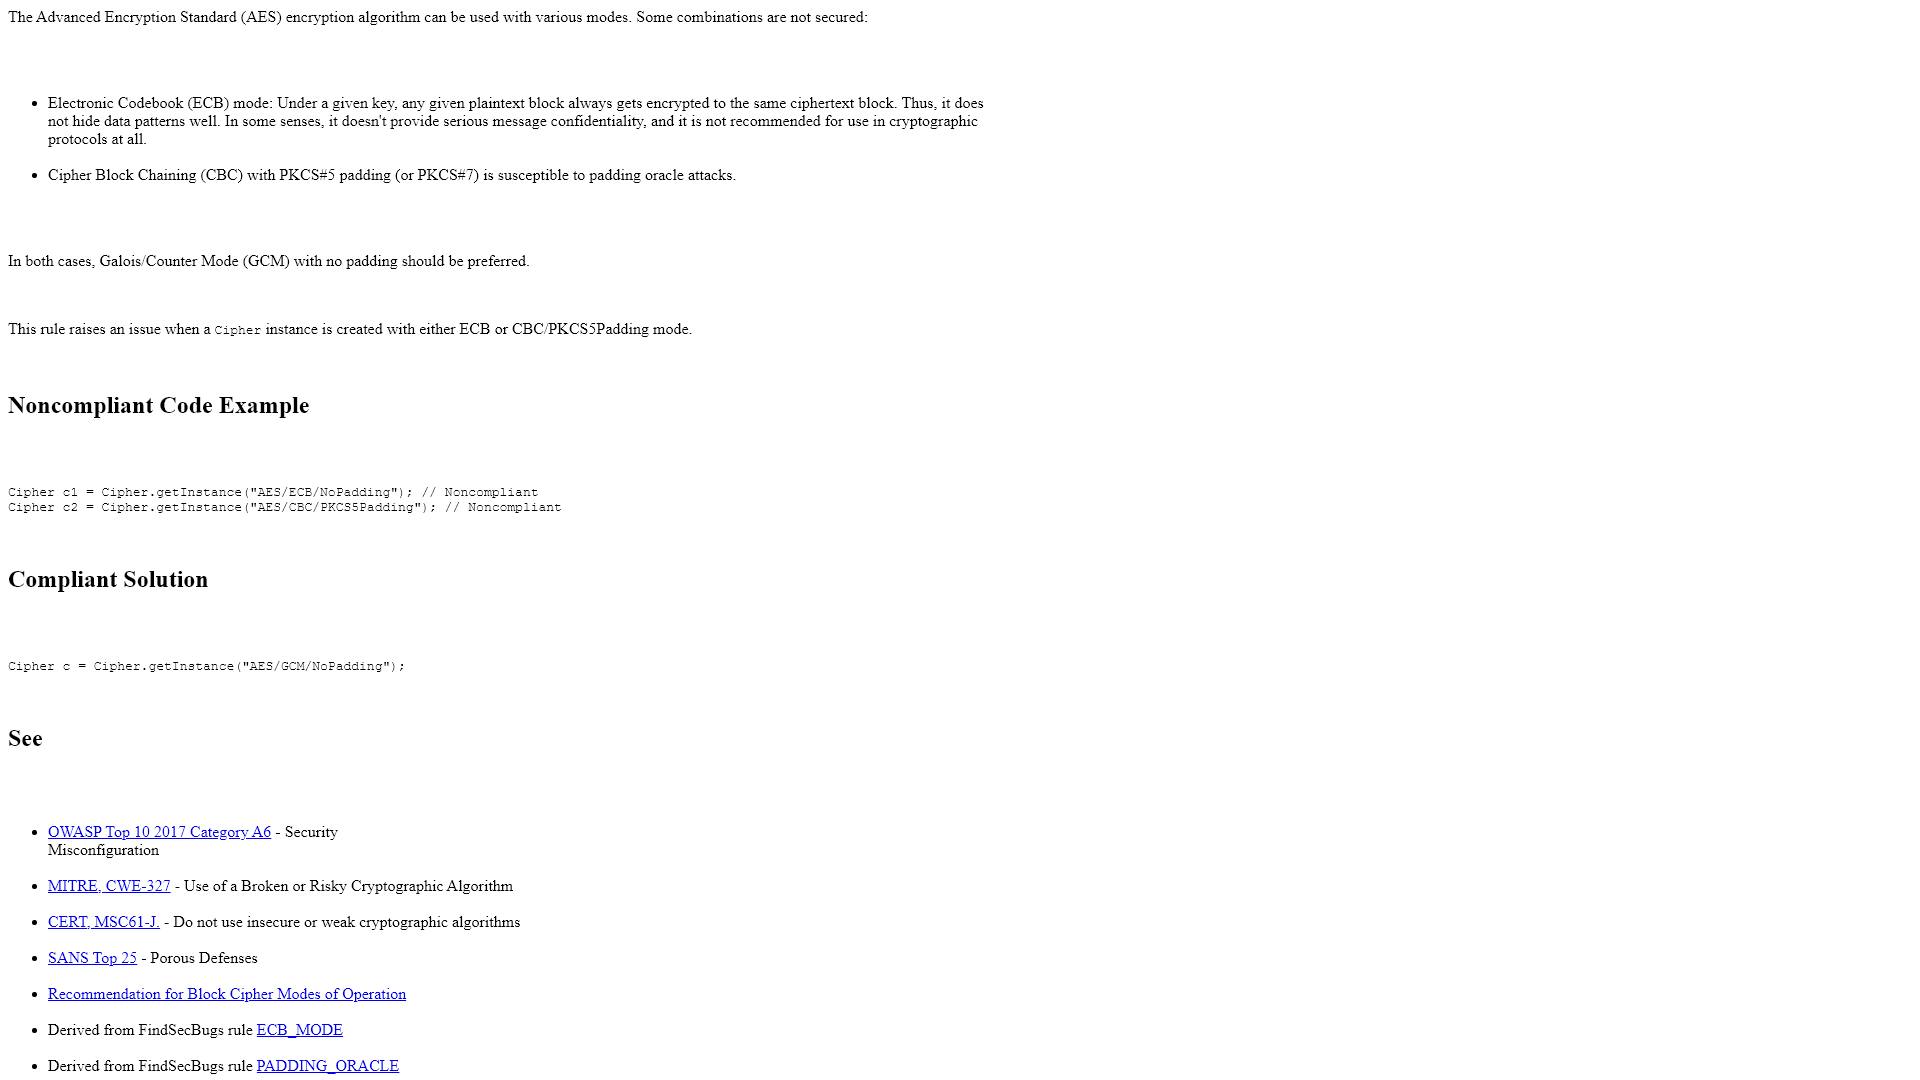 The Advanced Encryption Standard (AES) encryption algorithm can be used with various modes. Some combinations are not secured:
Electronic Codebook (ECB) mode: Under a given key, any given plaintext block always gets encrypted to the same ciphertext block. Thus, it does
not hide data patterns well. In some senses, it doesn't provide serious message confidentiality, and it is not recommended for use in cryptographic
protocols at all.
Cipher Block Chaining (CBC) with PKCS#5 padding (or PKCS#7) is susceptible to padding oracle attacks.
In both cases, Galois/Counter Mode (GCM) with no padding should be preferred.
This rule raises an issue when a Cipher instance is created with either ECB or CBC/PKCS5Padding mode.
Noncompliant Code Example
Cipher c1 = Cipher.getInstance("AES/ECB/NoPadding"); // Noncompliant
Cipher c2 = Cipher.getInstance("AES/CBC/PKCS5Padding"); // Noncompliant
Compliant Solution
Cipher c = Cipher.getInstance("AES/GCM/NoPadding");
See
OWASP Top 10 2017 Category A6 - Security
Misconfiguration
MITRE, CWE-327 - Use of a Broken or Risky Cryptographic Algorithm
CERT, MSC61-J. - Do not use insecure or weak cryptographic algorithms
SANS Top 25 - Porous Defenses
Recommendation for Block Cipher Modes of Operation
Derived from FindSecBugs rule ECB_MODE
Derived from FindSecBugs rule PADDING_ORACLE